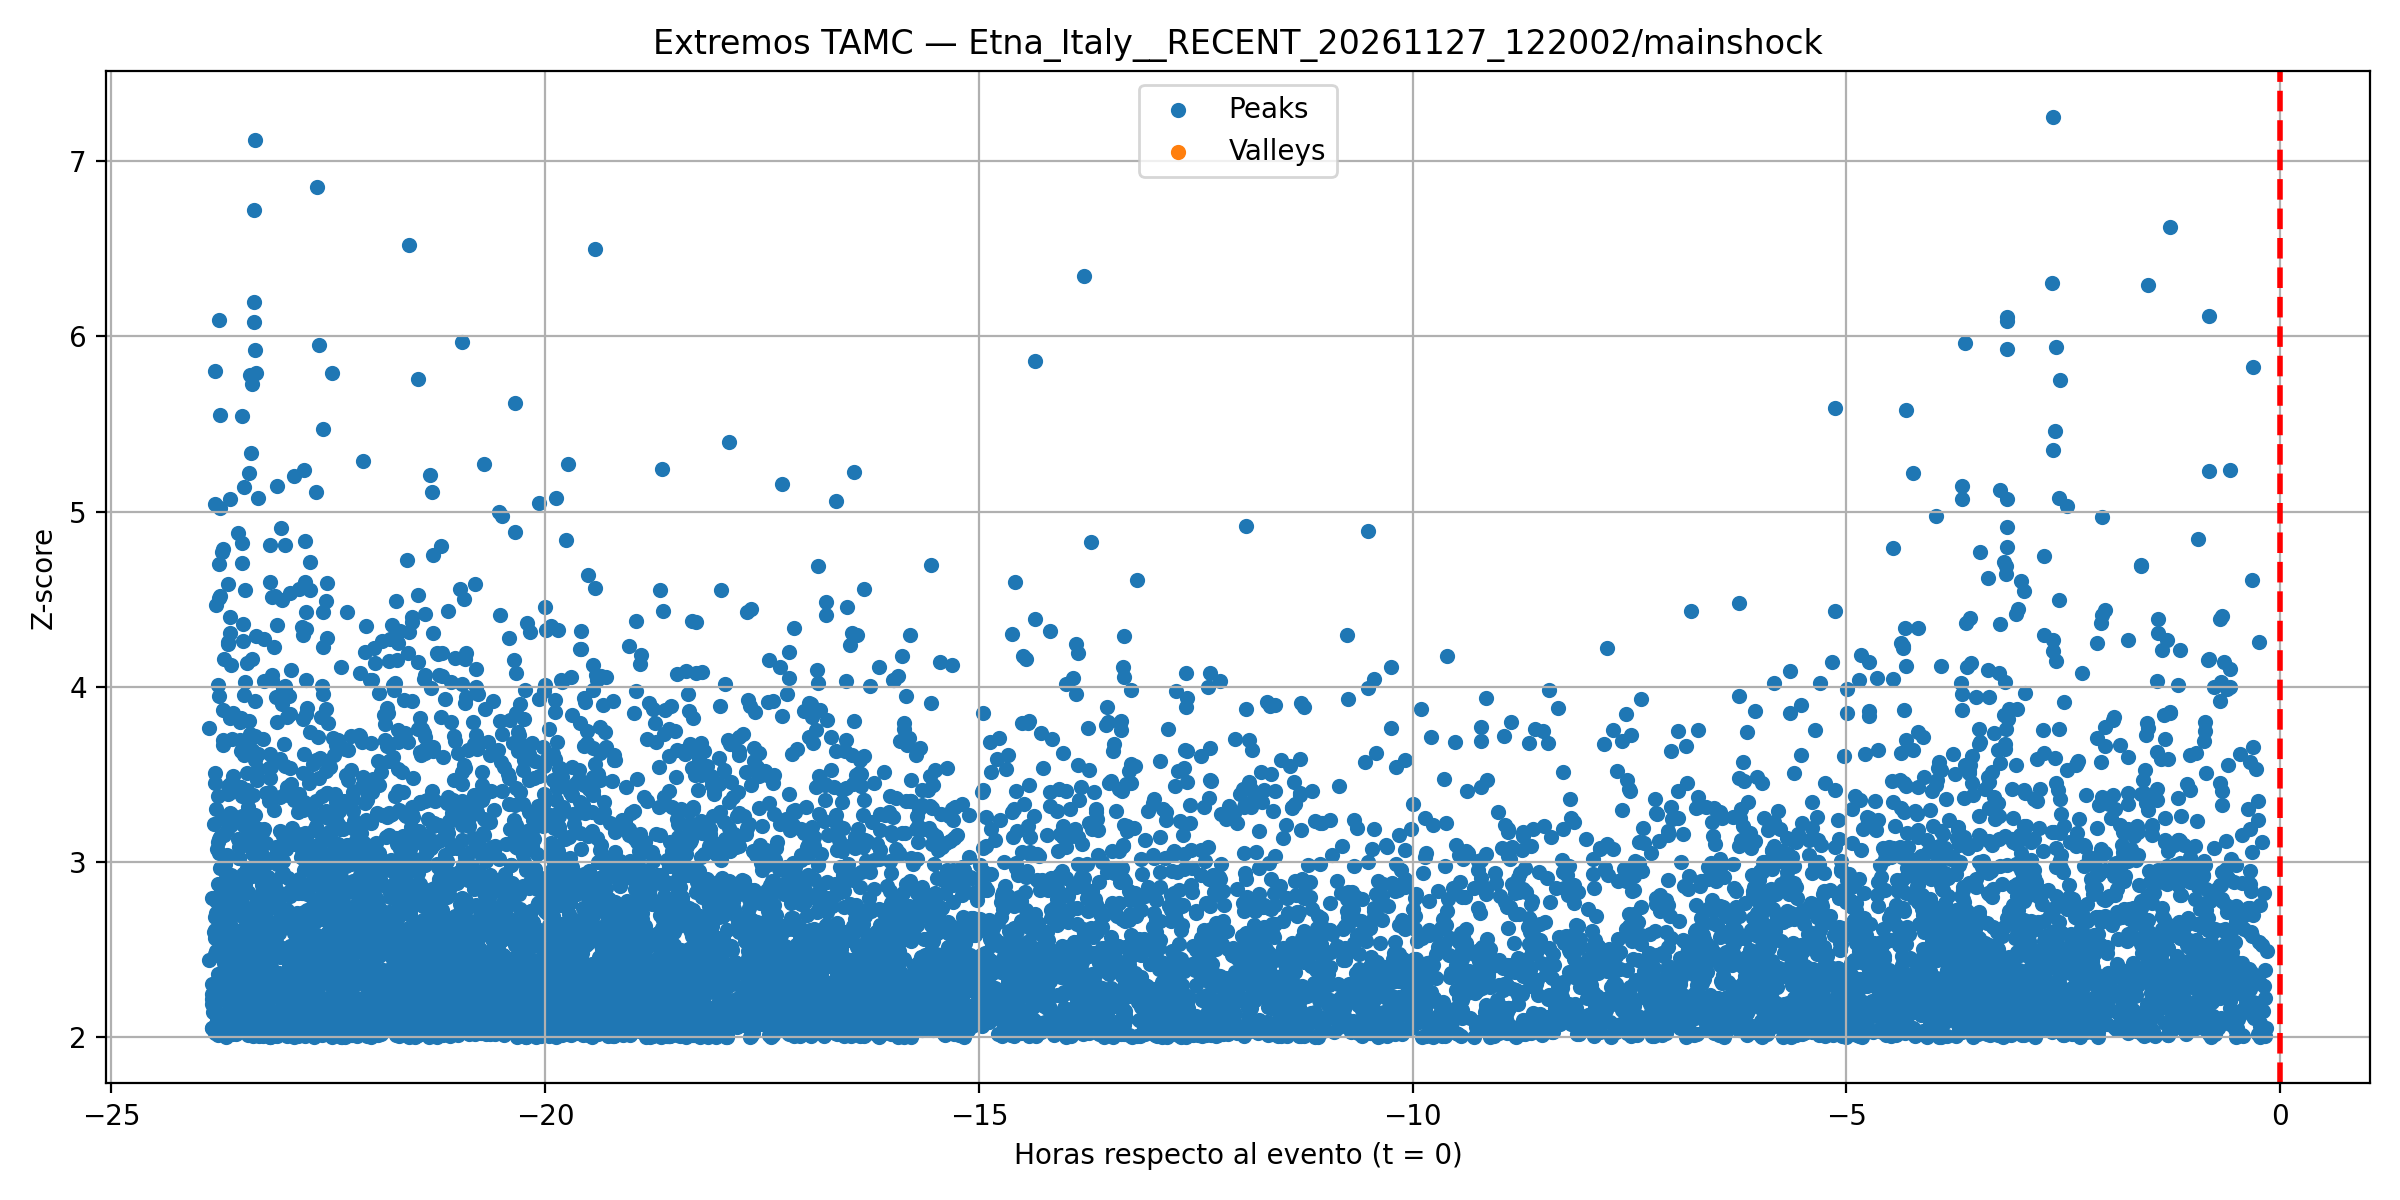 Extremos TAMC — Etna_Italy__RECENT_20261127_122002/mainshock
Peaks
Valleys
Z-score
7
6
5
4
3
2
−25
−20
−15
−10
−5
0
Horas respecto al evento (t = 0)